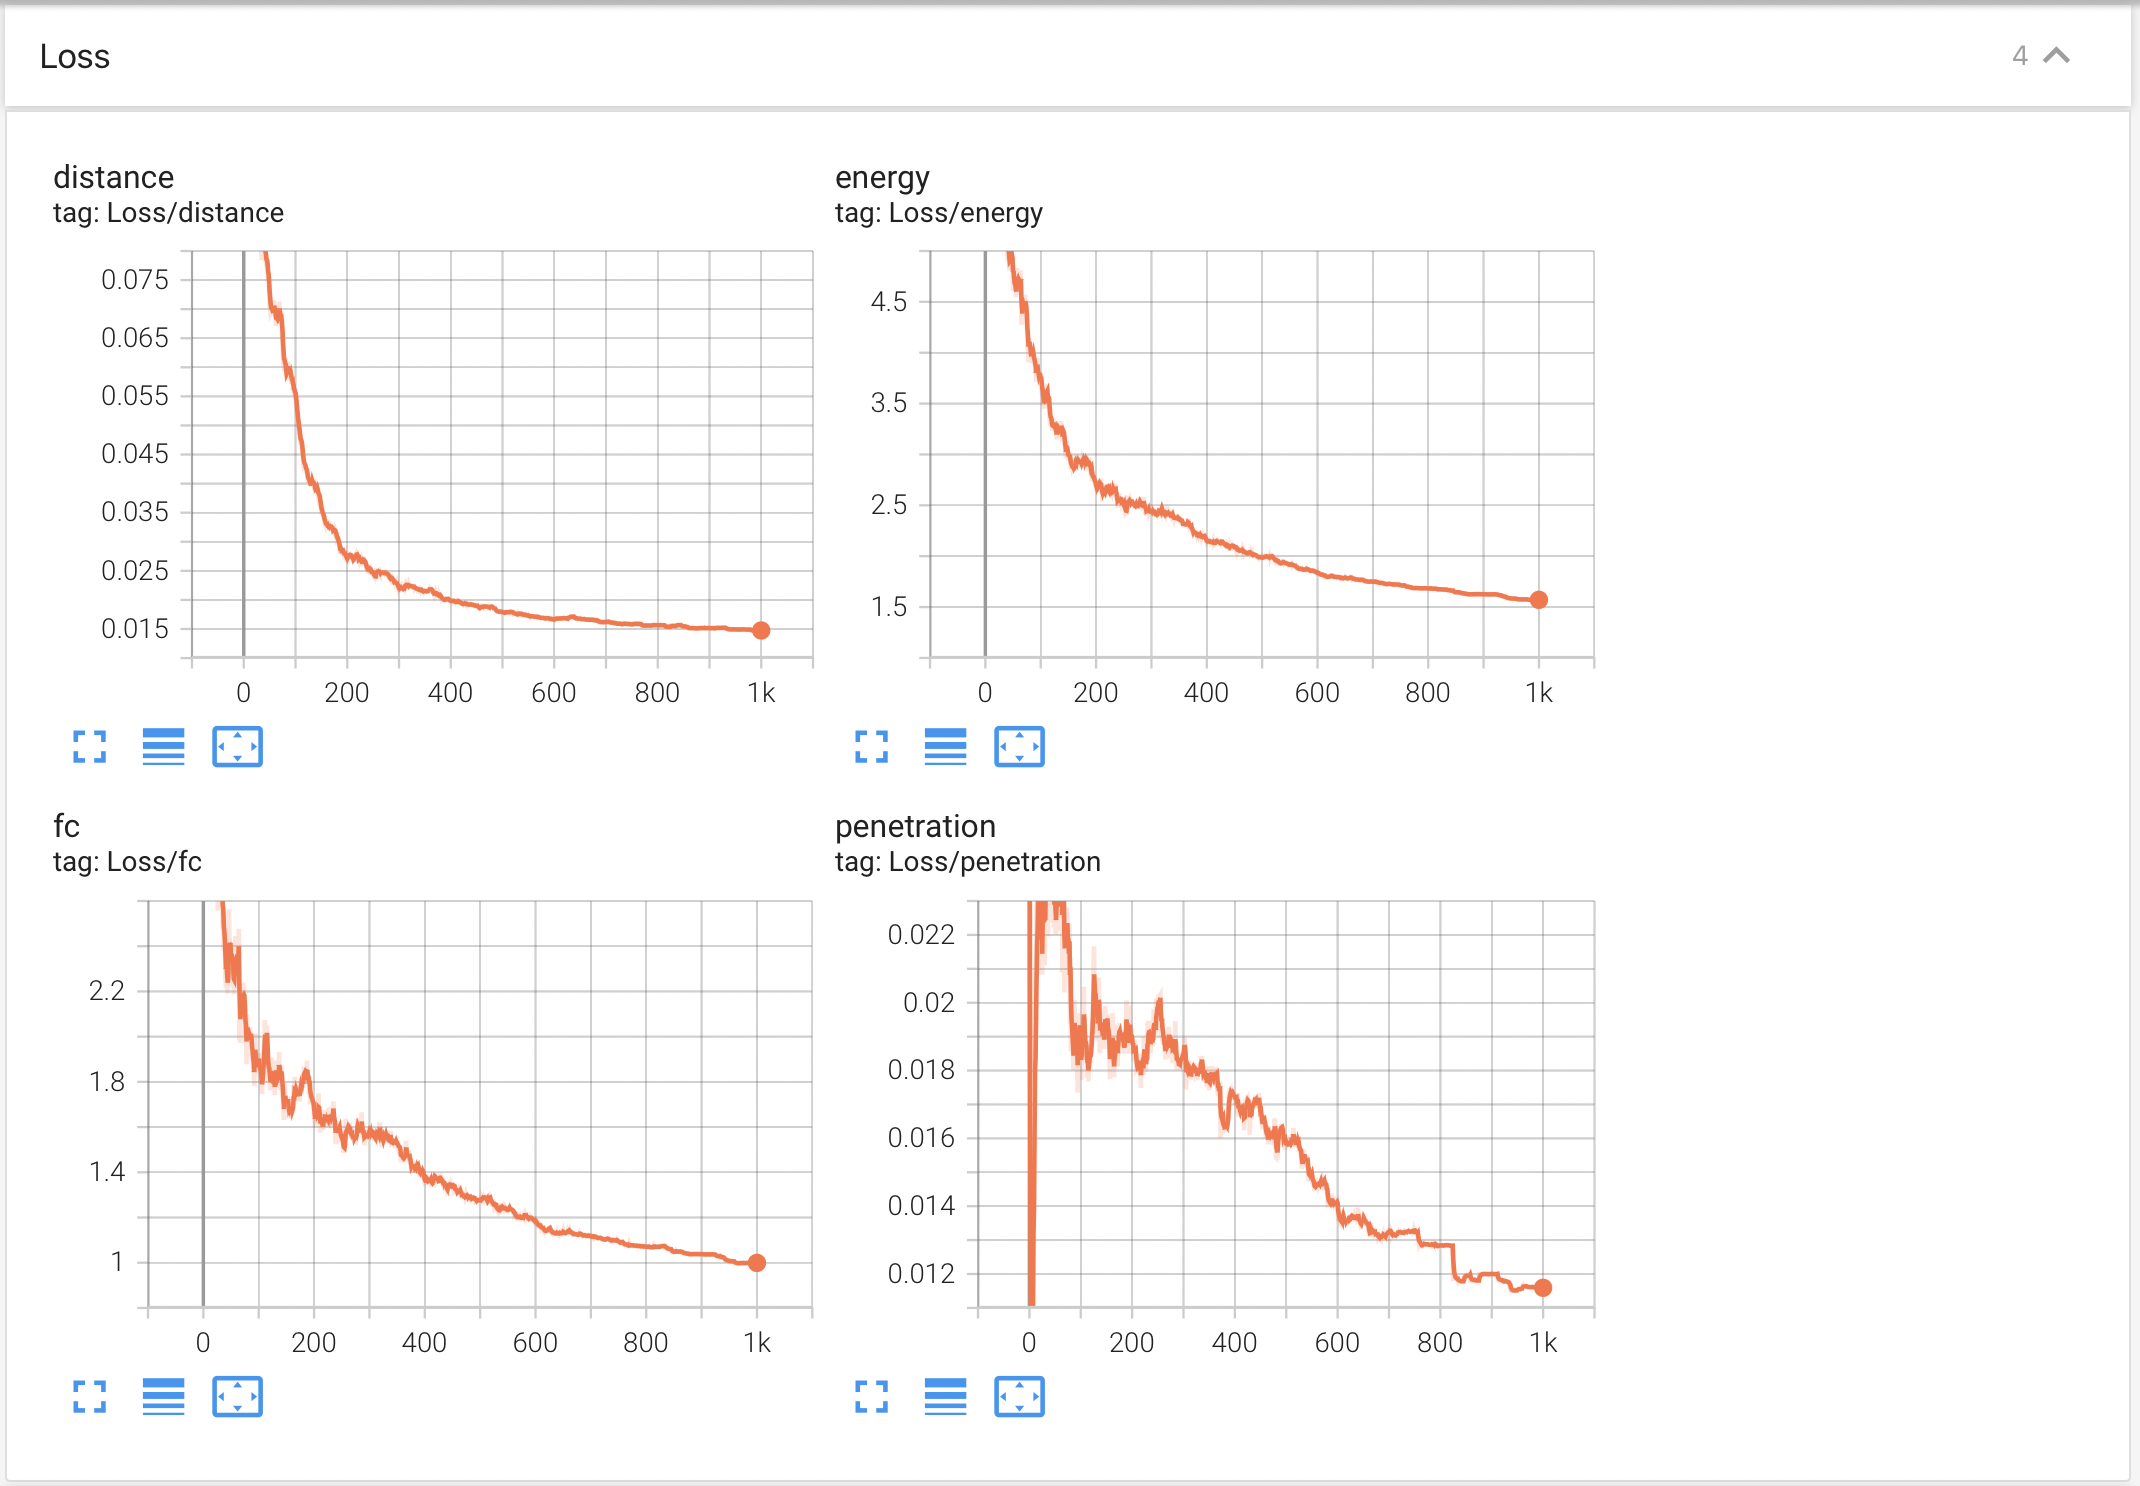 Loss
4
distance
tag: Loss/distance
0.075
0.065
0.055
0.045
0.035
0.025
0.015
0 200 400 600 800 1k
energy
tag: Loss/energy
4.5
3.5
2.5
1.5
0 200 400 600 800 1k
fc
tag: Loss/fc
2.2
1.8
1.4
1
0 200 400 600 800 1k
penetration
tag: Loss/penetration
0.022
0.02
0.018
0.016
0.014
0.012
0 200 400 600 800 1k